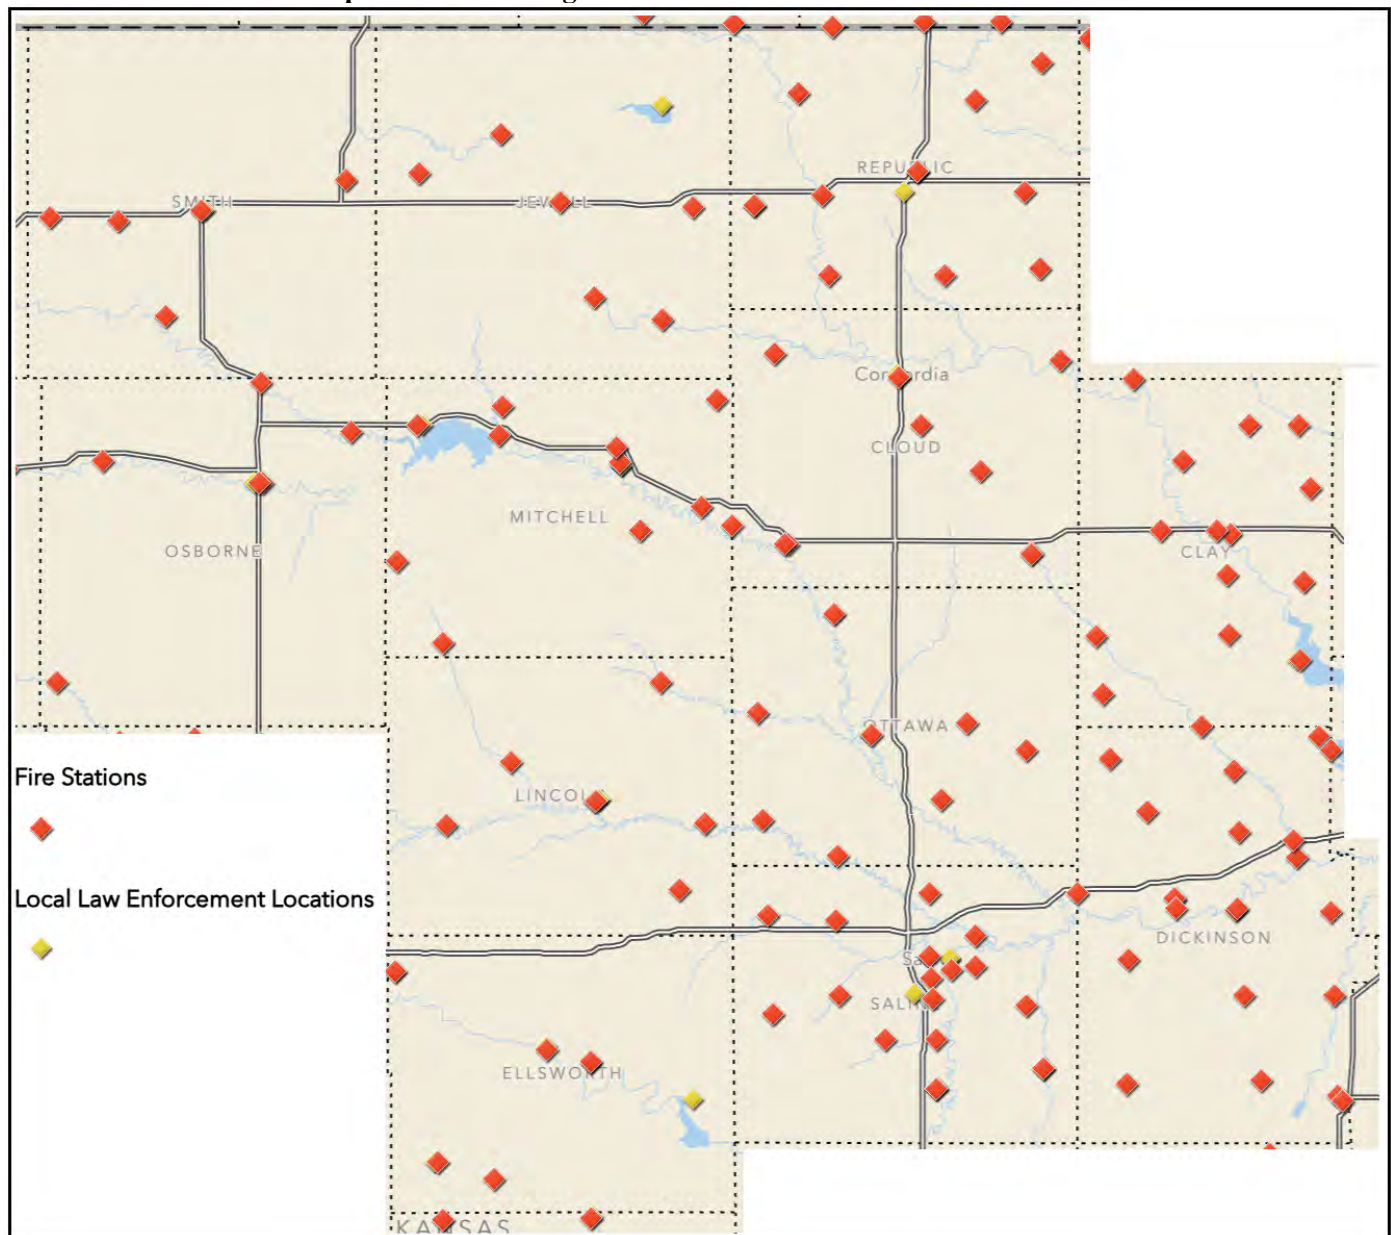 REPUBLIC
SMITH
JEWELL
Concordia
CLOUD
MITCHELL
CLAY
OSBORNE
OTTAWA
Fire Stations
LINCOLN
Local Law Enforcement Locations
DICKINSON
SALINE
ELLSWORTH
KANSAS